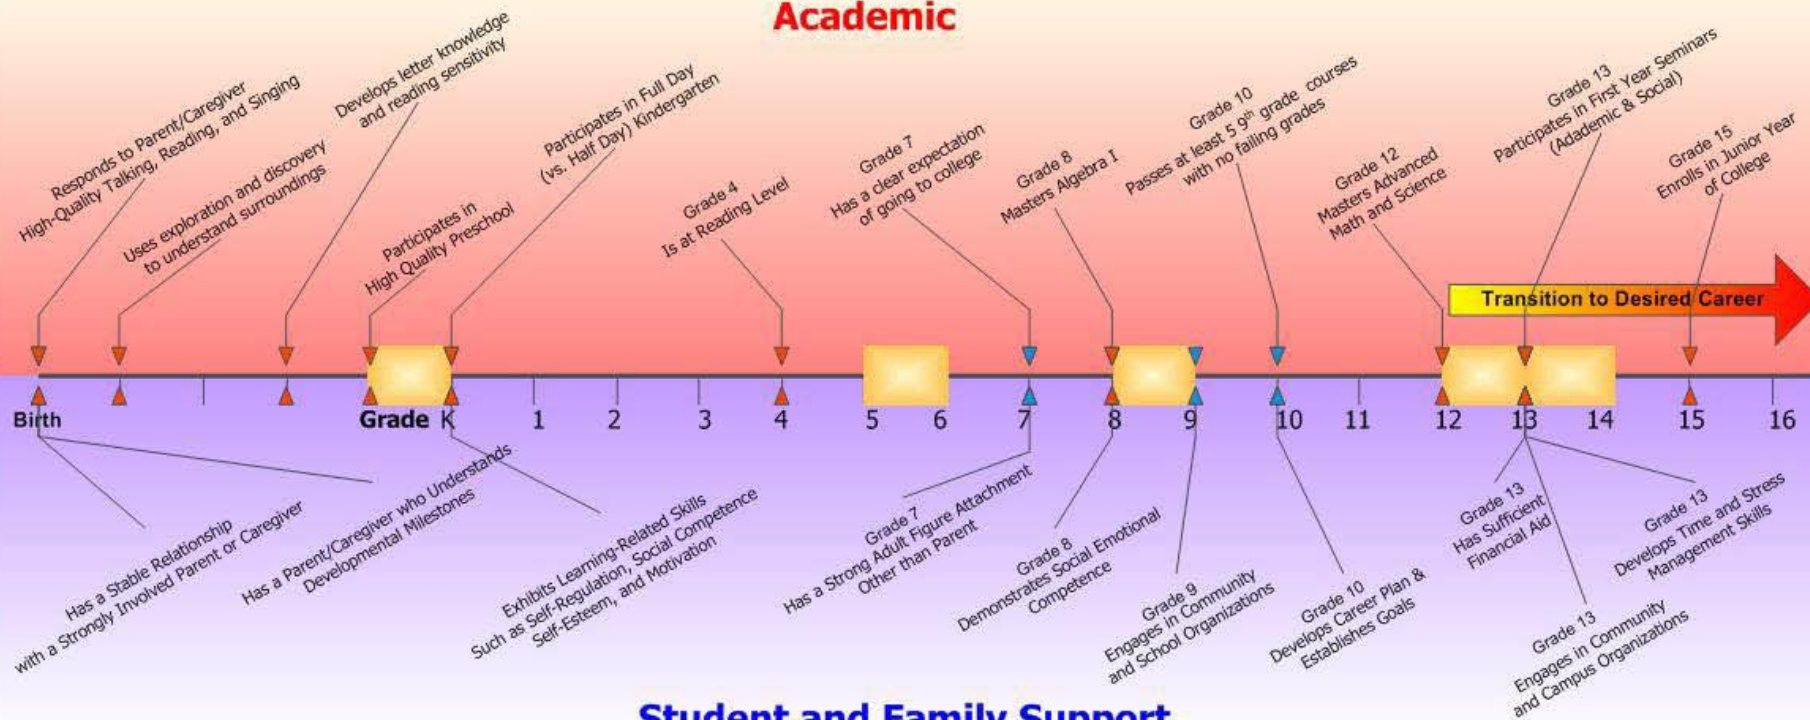 Academic
Responds to Parent/Caregiver
High-Quality Talking, Reading, and Singing
Uses exploration and discovery
to understand surroundings
Develops letter knowledge
and reading sensitivity
Participates in
High Quality Preschool
Participates in Full Day
(vs. Half Day) Kindergarten
Grade 4
Is at Reading Level
Grade 7
Has a clear expectation
of going to college
Grade 8
Masters Algebra I
Grade 10
Passes at least 5 9th grade courses
with no failing grades
Grade 12
Masters Advanced
Math and Science
Grade 13
Participates in First Year Seminars
(Adademic & Social)
Grade 15
Enrolls in Junior Year
of College
Transition to Desired Career
Birth Grade K 1 2 3 4 5 6 7 8 9 10 11 12 13 14 15 16
Has a Stable Relationship
with a Strongly Involved Parent or Caregiver
Has a Parent/Caregiver who Understands
Developmental Milestones
Exhibits Learning-Related Skills
Such as Self-Regulation, Social Competence
Self-Esteem, and Motivation
Grade 7
Has a Strong Adult Figure Attachment
Other than Parent
Grade 8
Demonstrates Social Emotional
Competence
Grade 9
Engages in Community
and School Organizations
Grade 10
Develops Career Plan &
Establishes Goals
Grade 13
Has Sufficient
Financial Aid
Grade 13
Engages in Community
and Campus Organizations
Grade 13
Develops Time and Stress
Management Skills
Student and Family Support